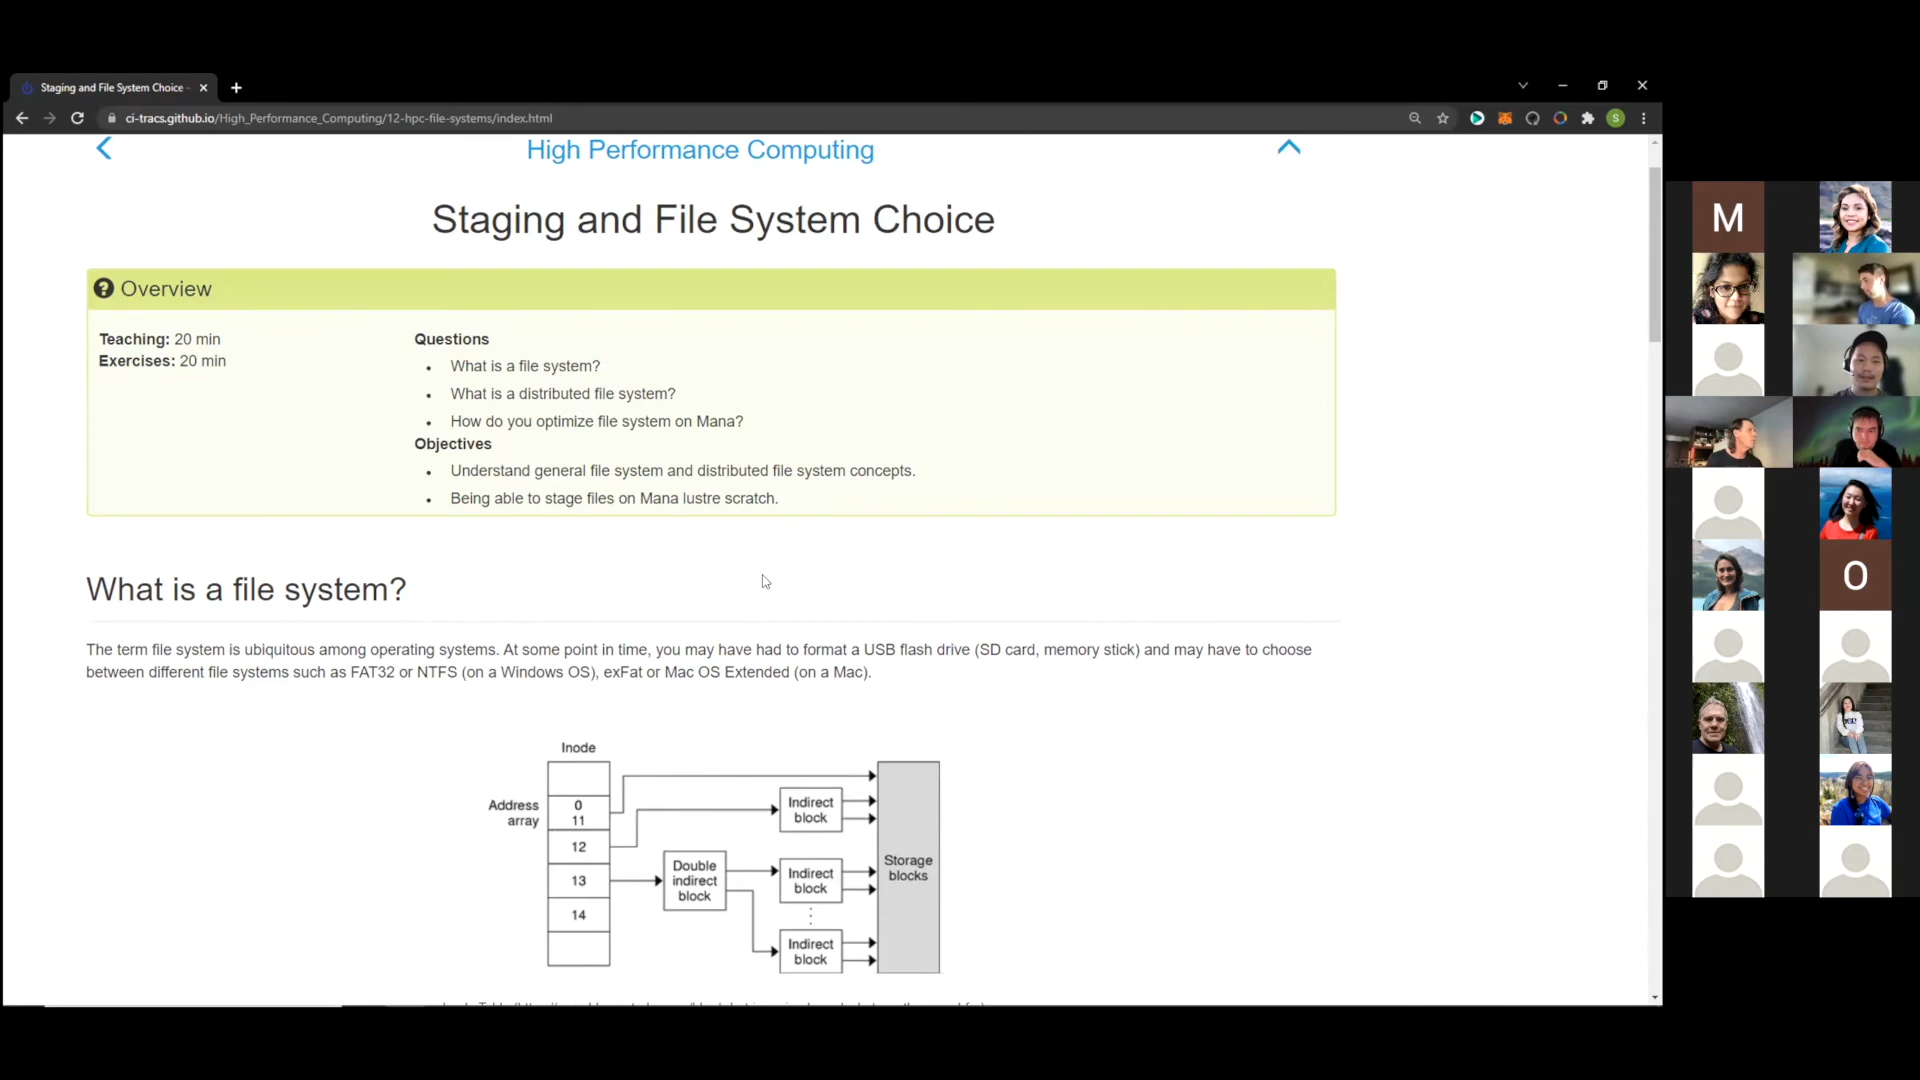 Staging and File System Choice -
ci-tracs.github.io/High_Performance_Computing/12-hpc-file-systems/index.html
S
High Performance Computing
Staging and File System Choice
Overview
Teaching: 20 min
Exercises: 20 min
Questions
What is a file system?
What is a distributed file system?
How do you optimize file system on Mana?
Objectives
Understand general file system and distributed file system concepts.
Being able to stage files on Mana lustre scratch.
What is a file system?
The term file system is ubiquitous among operating systems. At some point in time, you may have had to format a USB flash drive (SD card, memory stick) and may have to choose
between different file systems such as FAT32 or NTFS (on a Windows OS), exFat or Mac OS Extended (on a Mac).
Inode
Address
array
0
11
12
13
14
Double
indirect
block
Indirect
block
Indirect
block
Indirect
block
Storage
blocks
M
O